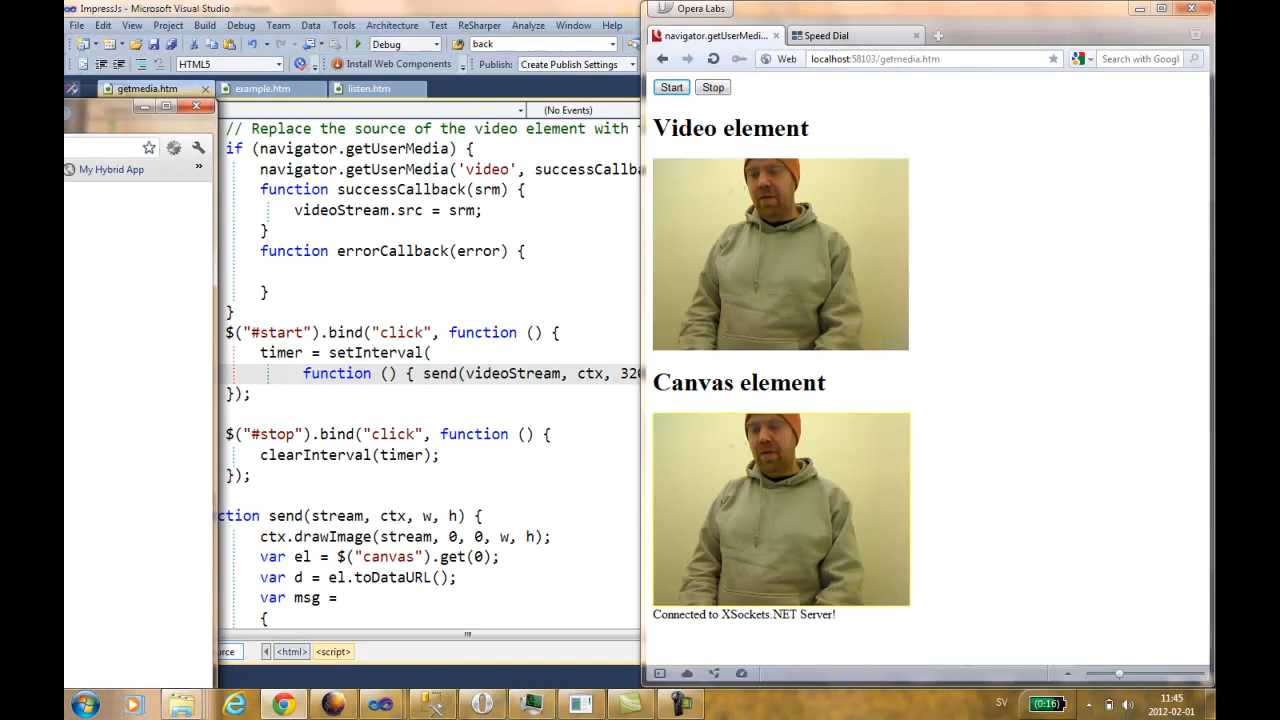 ImpressJs - Microsoft Visual Studio
File Edit View Project Build Debug Team Data Tools Architecture Test ReSharper Analyze Window Help
Debug back
HTML5 Install Web Components Publish: Create Publish Settings
getmedia.htm example.htm listen.htm
(No Events)
My Hybrid App
// Replace the source of the video element with
if (navigator.getUserMedia) {
navigator.getUserMedia('video', successCallba
function successCallback(srm) {
videoStream.src = srm;
}
function errorCallback(error) {
}
}
$("#start").bind("click", function () {
timer = setInterval(
function () { send(videoStream, ctx, 320
});
$("#stop").bind("click", function () {
clearInterval(timer);
});
ction send(stream, ctx, w, h) {
ctx.drawImage(stream, 0, 0, w, h);
var el = $("canvas").get(0);
var d = el.toDataURL();
var msg =
{
urce <html> <script>
Opera Labs
navigator.getUserMedi... Speed Dial
Web localhost:58103/getmedia.htm Search with Googl
Start Stop
Video element
Canvas element
Connected to XSockets.NET Server!
SV (0:16) 11:45
2012-02-01